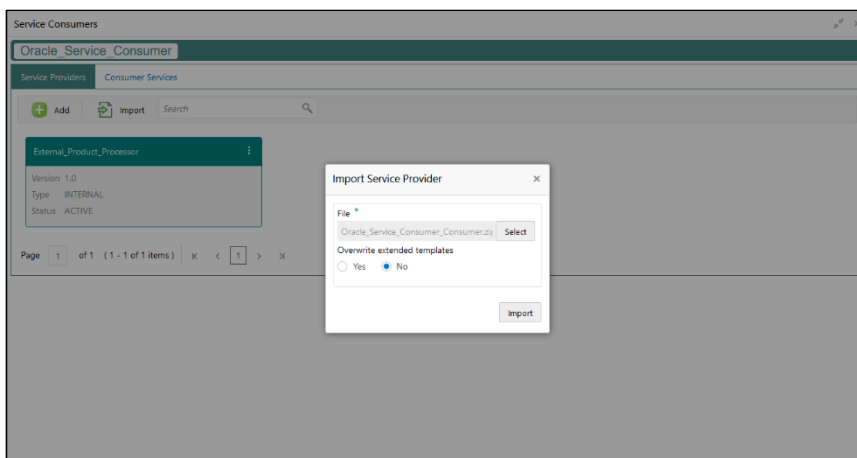 Service Consumers
Oracle_Service_Consumer
Service Providers Consumer Services
Add Import Search
External_Product_Processor
Version 1.0
Type INTERNAL
Status ACTIVE
Page 1 of 1 (1 - 1 of 1 items) 1
Import Service Provider
File *
Oracle_Service_Consumer_Consumer.zip Select
Overwrite extended templates
Yes No
Import